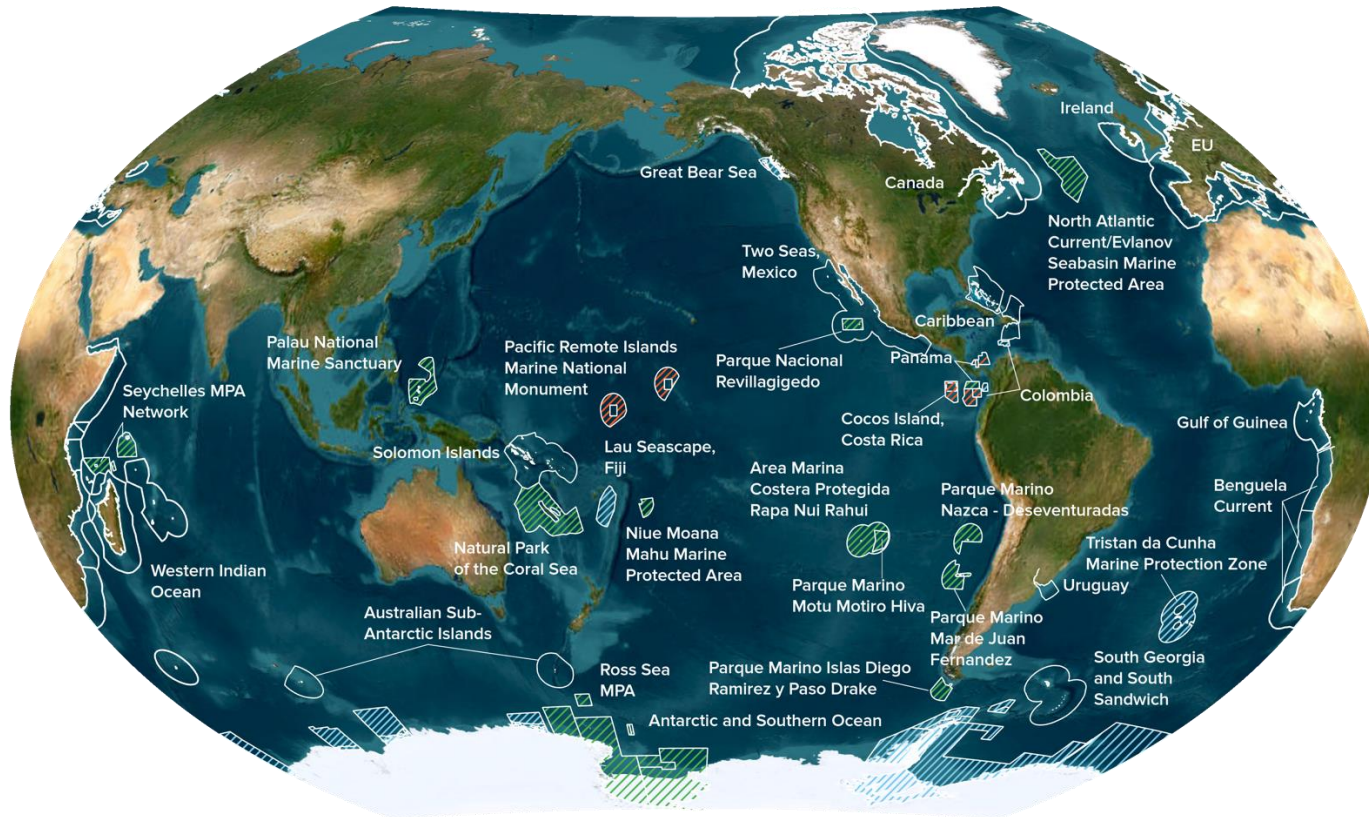 Ireland
EU
Great Bear Sea
Canada
North Atlantic
Current/Evlanov
Seabasin Marine
Protected Area
Two Seas,
Mexico
Caribbean
Palau National
Marine Sanctuary
Pacific Remote Islands
Marine National
Monument
Parque Nacional
Revillagigedo
Panama
Seychelles MPA
Network
Colombia
Cocos Island,
Costa Rica
Gulf of Guinea
Solomon Islands
Lau Seascape,
Fiji
Area Marina
Costera Protegida
Rapa Nui Rahui
Parque Marino
Nazca - Deseventuradas
Benguela
Current
Natural Park
of the Coral Sea
Niue Moana
Mahu Marine
Protected Area
Tristan da Cunha
Marine Protection Zone
Western Indian
Ocean
Parque Marino
Motu Motiro Hiva
Uruguay
Australian Sub-
Antarctic Islands
Parque Marino
Mar de Juan
Fernandez
Ross Sea
MPA
Parque Marino Islas Diego
Ramirez y Paso Drake
South Georgia
and South
Sandwich
Antarctic and Southern Ocean